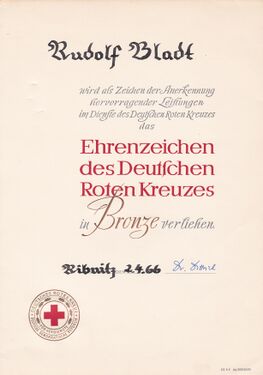 Rudolf Bladt
wird als Zeichen der Anerkennung
hervorragender Leistungen
im Dienste des Deutschen Roten Kreuzes
das
Ehrenzeichen
des Deutschen
Roten Kreuzes
in Bronze verliehen.
Ribnitz 2.4.66 Dr.